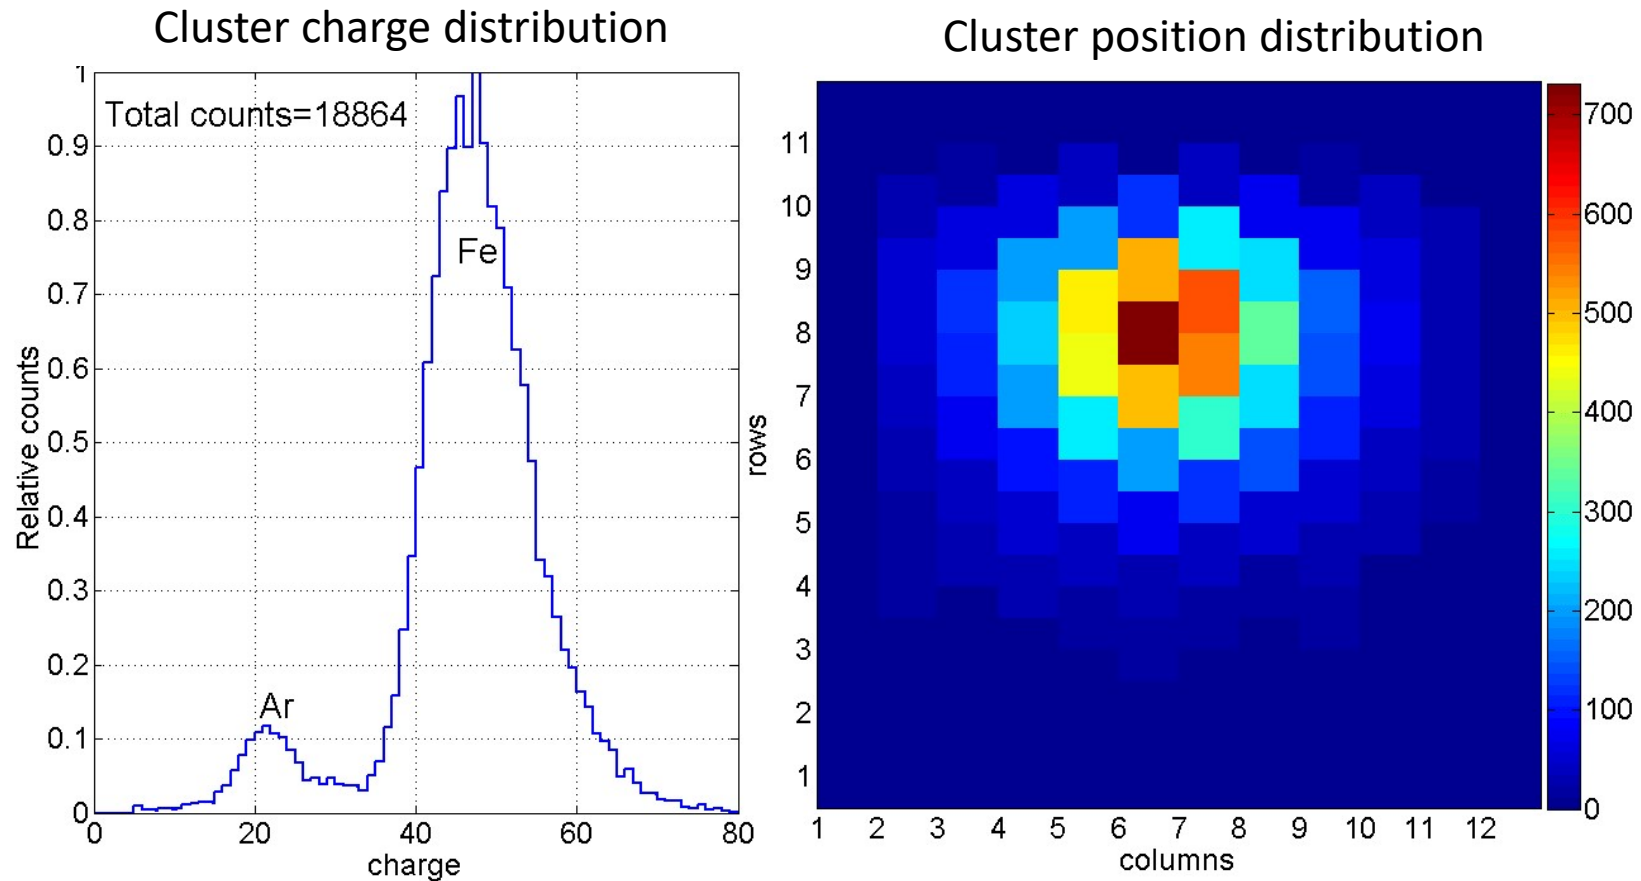 Cluster charge distribution
Total counts=18864
Fe
Ar
1
0.9
0.8
0.7
0.6
0.5
0.4
0.3
0.2
0.1
0
Relative counts
0 20 40 60 80
charge
Cluster position distribution
11
10
9
8
7
6
5
4
3
2
1
rows
1 2 3 4 5 6 7 8 9 10 11 12
columns
700
600
500
400
300
200
100
0